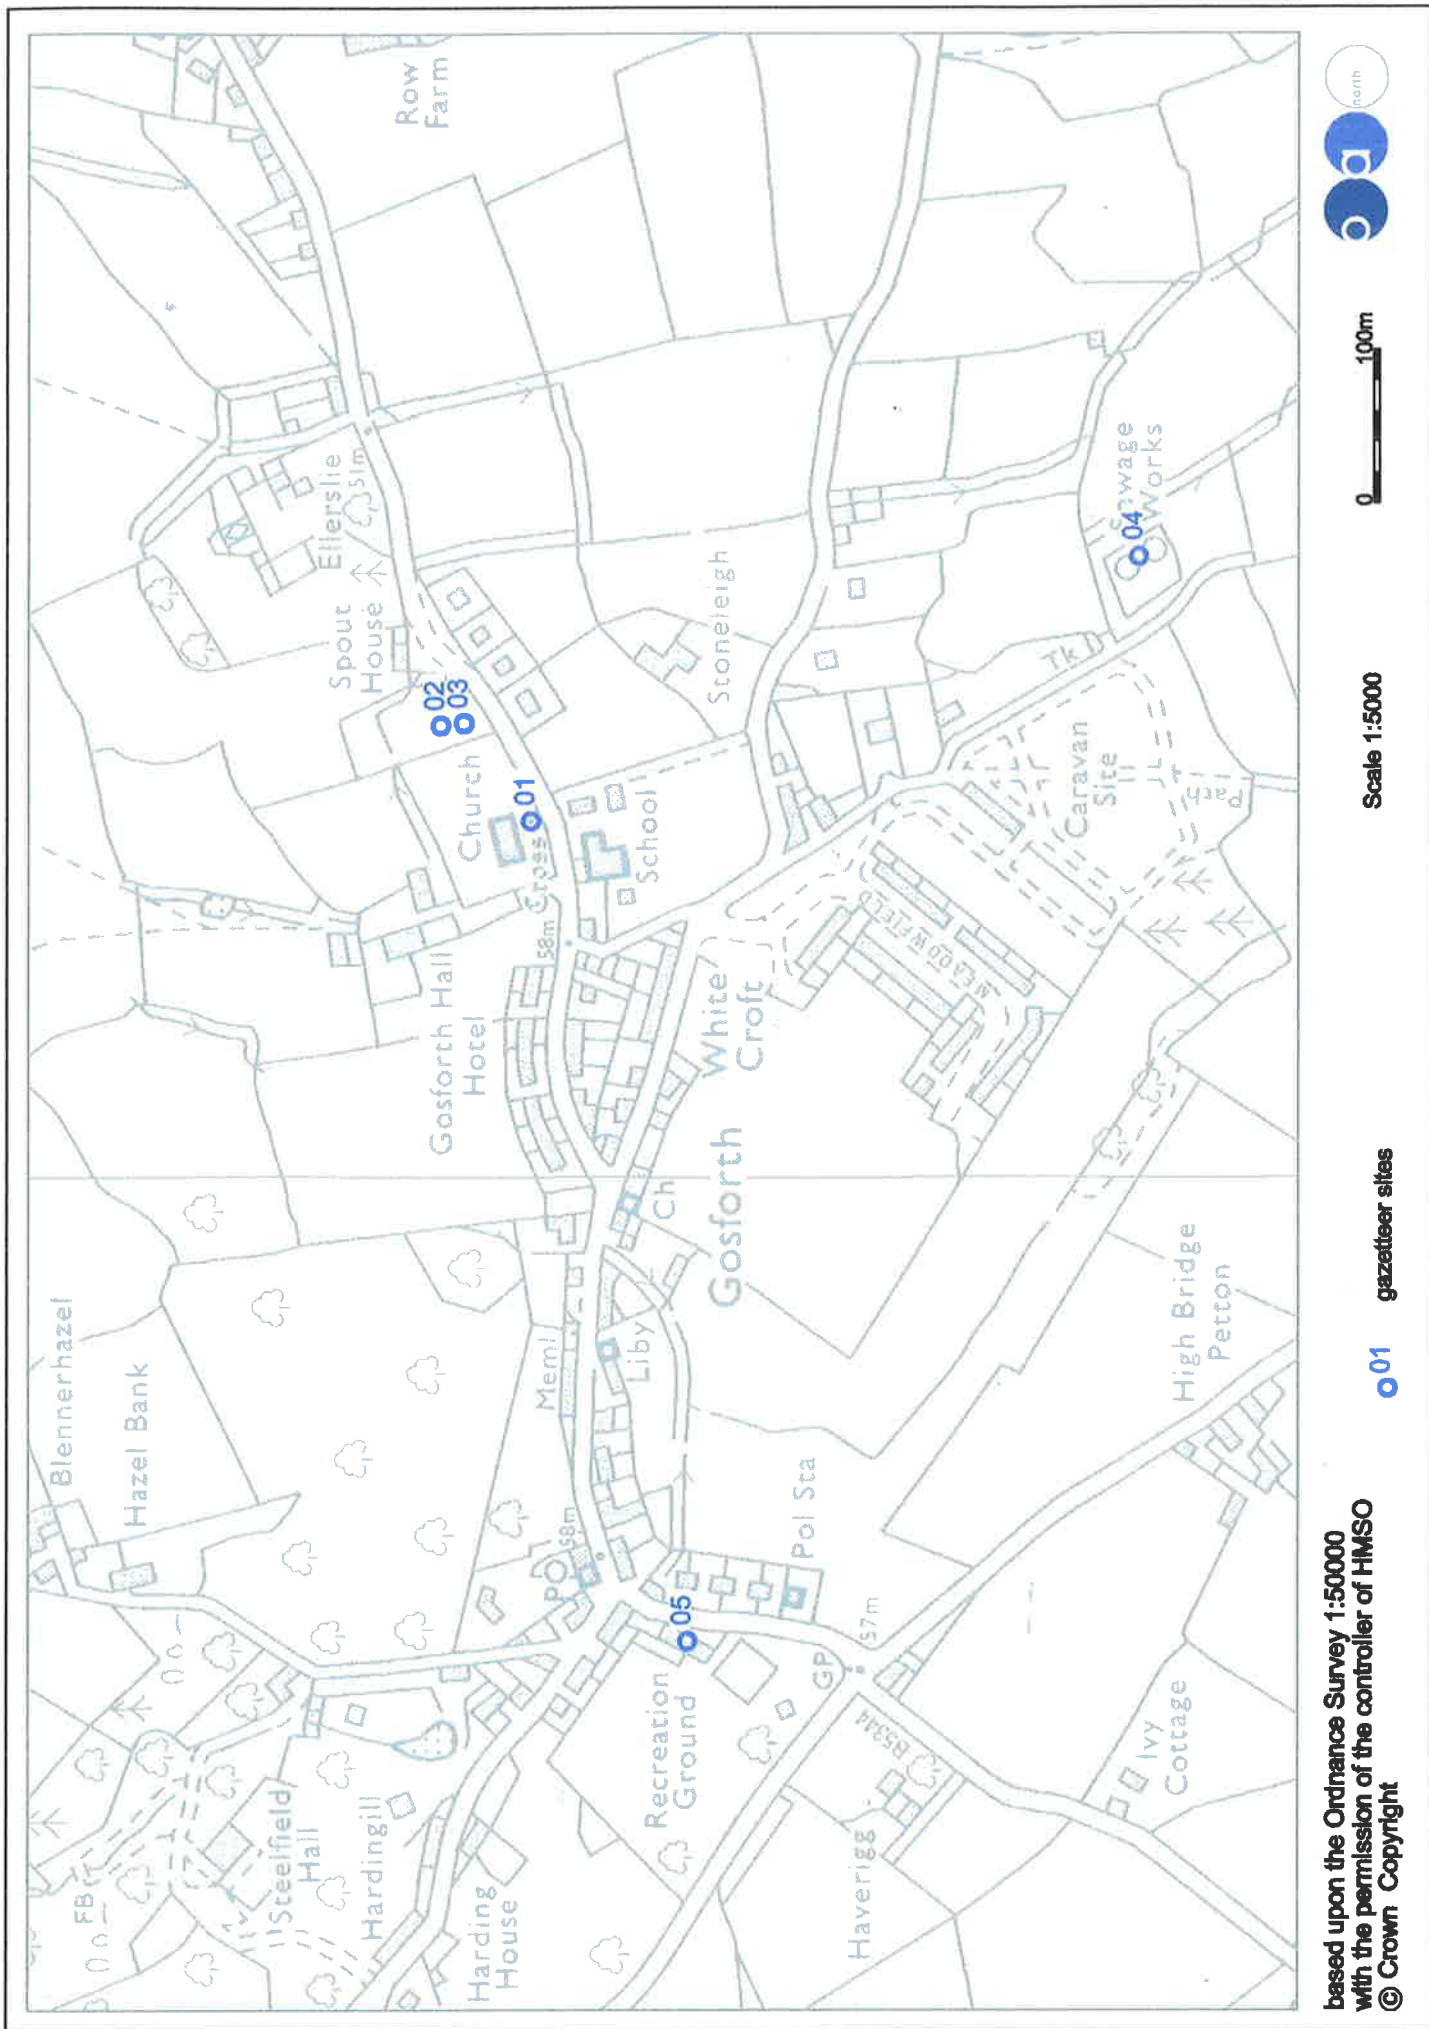 Blennerhazel
Hazel Bank
FB
Steelfield
Hall
Hardingill
Harding
House
Haverigg
Recreation
Ground
05
PO
58m
Pol Sta
GP
57m
B5344
Ivy
Cottage
High Bridge
Petton
Meml
Liby
Ch
Gosforth
Gosforth Hall
Hotel
White
Croft
MEADOWFIELD
58m
Cross
Church
01
School
02
03
Spout
House
Ellerslie
51m
Stoneleigh
Row
Farm
Tk
Caravan
Site
04
Sewage
Works
based upon the Ordnance Survey 1:50000
with the permission of the controller of HMSO
© Crown Copyright
01 gazetteer sites
Scale 1:5000
0 100m
oa
north